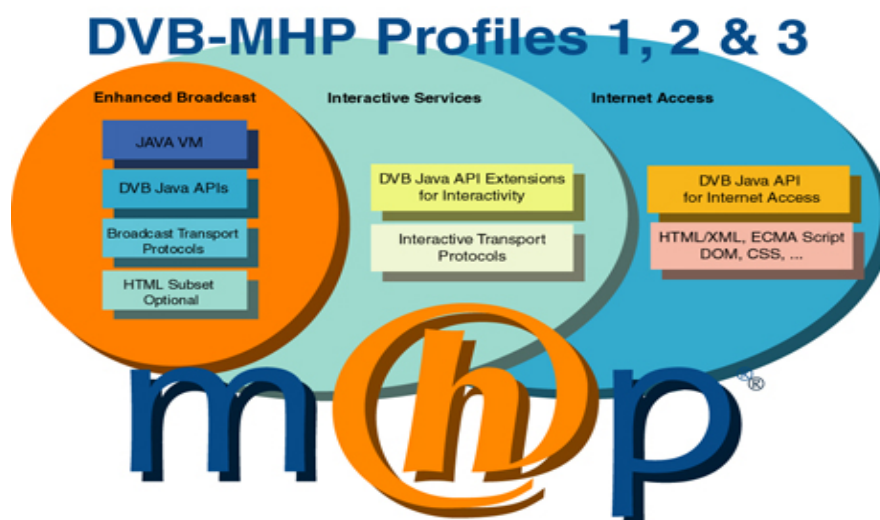 DVB-MHP Profiles 1, 2 & 3
Enhanced Broadcast
JAVA VM
DVB Java APIs
Broadcast Transport
Protocols
HTML Subset
Optional
Interactive Services
DVB Java API Extensions
for Interactivity
Interactive Transport
Protocols
Internet Access
DVB Java API
for Internet Access
HTML/XML, ECMA Script
DOM, CSS, ...
mhp
®